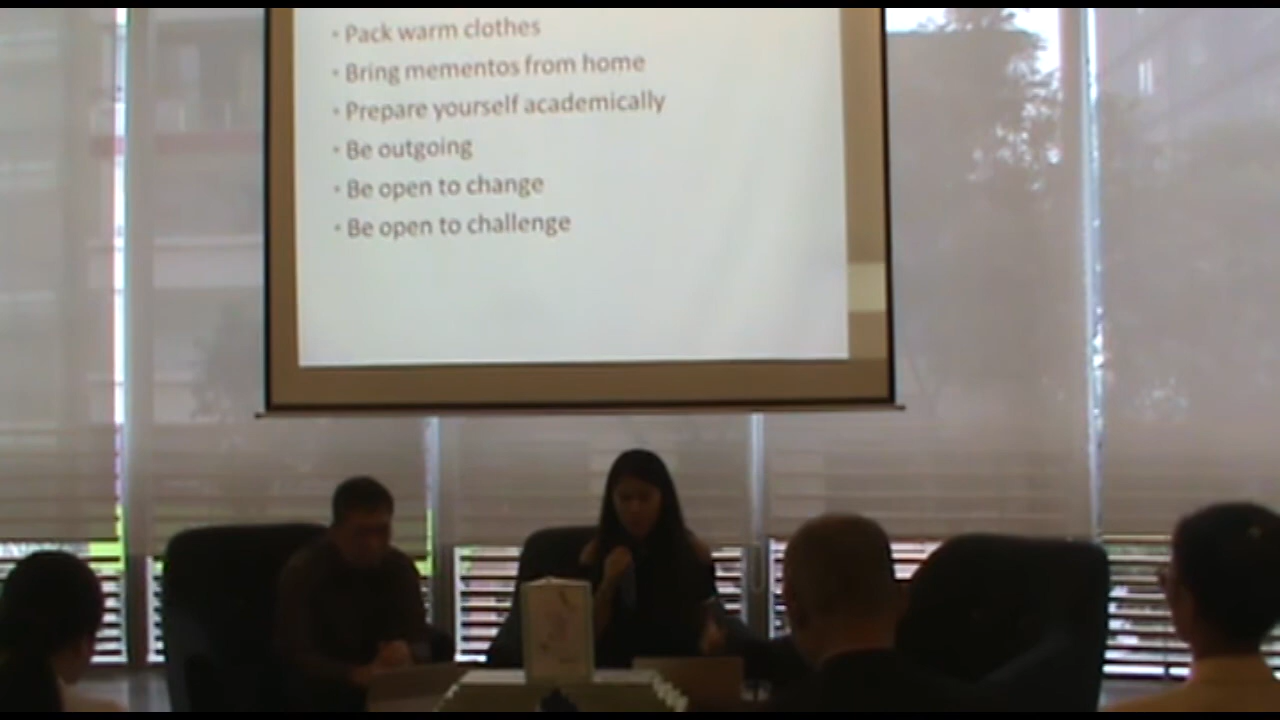 • Pack warm clothes
• Bring mementos from home
• Prepare yourself academically
• Be outgoing
• Be open to change
• Be open to challenge